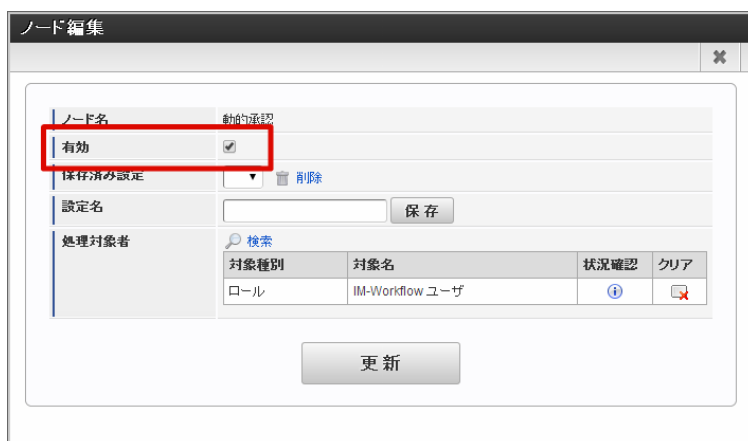 ノード編集
ノード名 動的承認
有効
保存済み設定 削除
設定名 保存
処理対象者 検索
対象種別 対象名 状況確認 クリア
ロール IM-Workflow ユーザ
更新